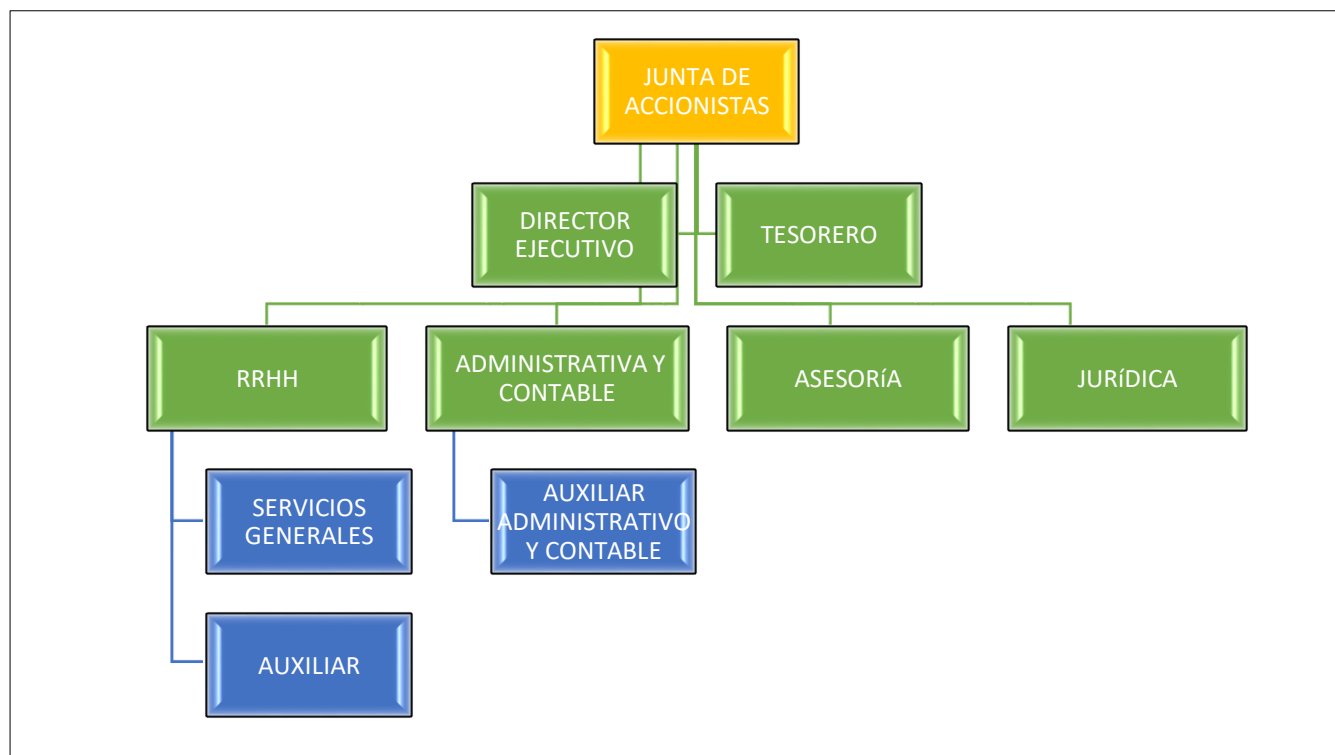 JUNTA DE
ACCIONISTAS
DIRECTOR
EJECUTIVO
TESORERO
RRHH
ADMINISTRATIVA Y
CONTABLE
ASESORíA
JURíDICA
SERVICIOS
GENERALES
AUXILIAR
ADMINISTRATIVO
Y CONTABLE
AUXILIAR